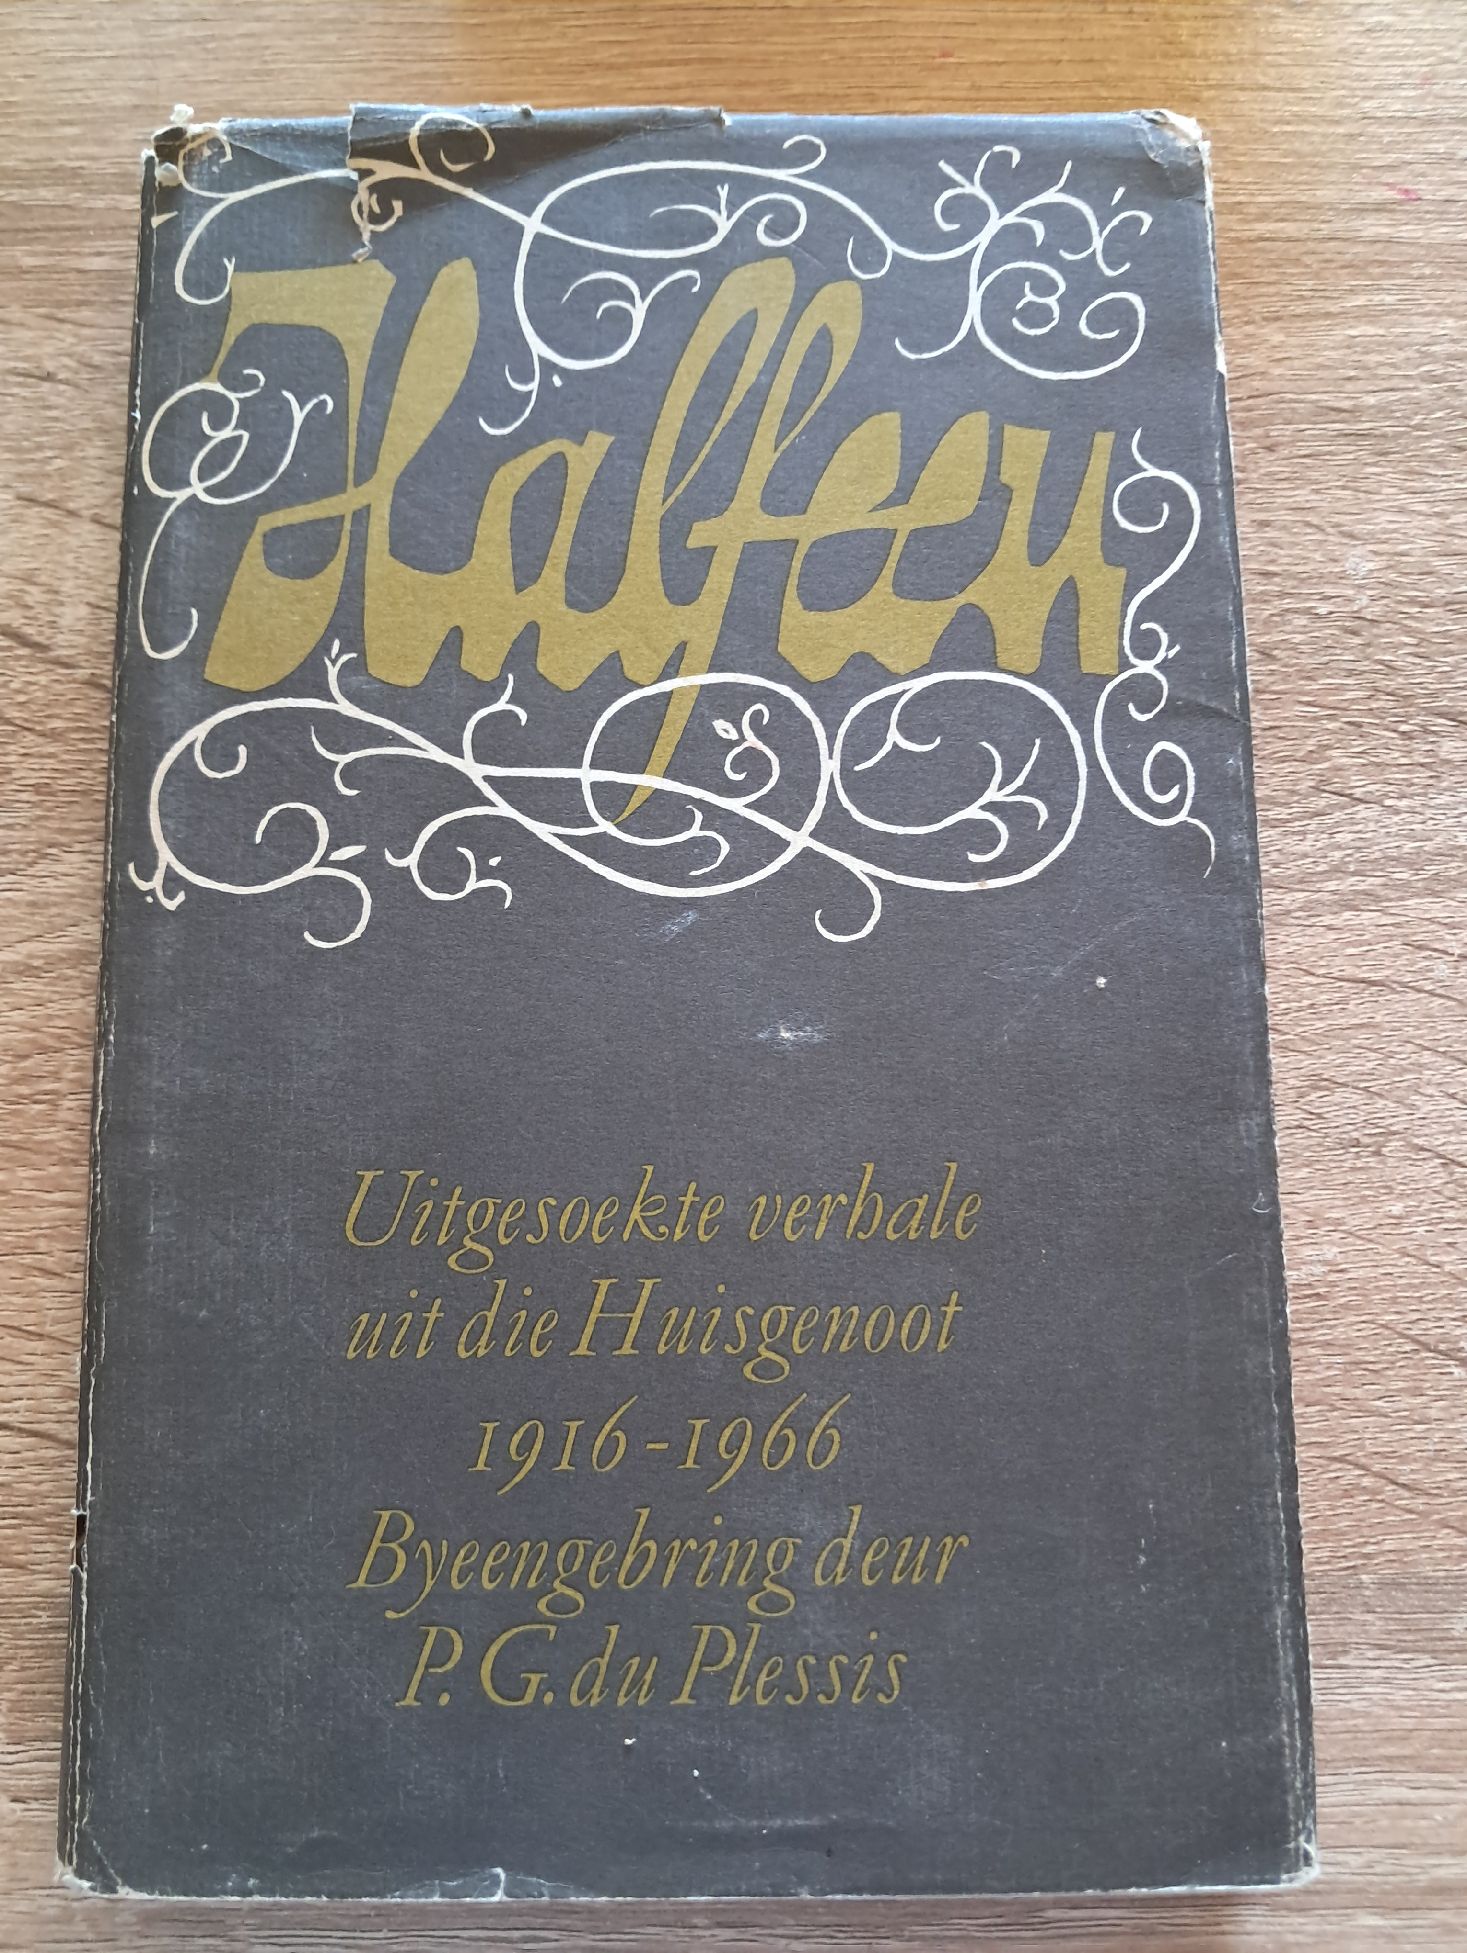 Halfeeu
Uitgesoekte verhale
uit die Huisgenoot
1916-1966
Byeengebring deur
P. G. du Plessis